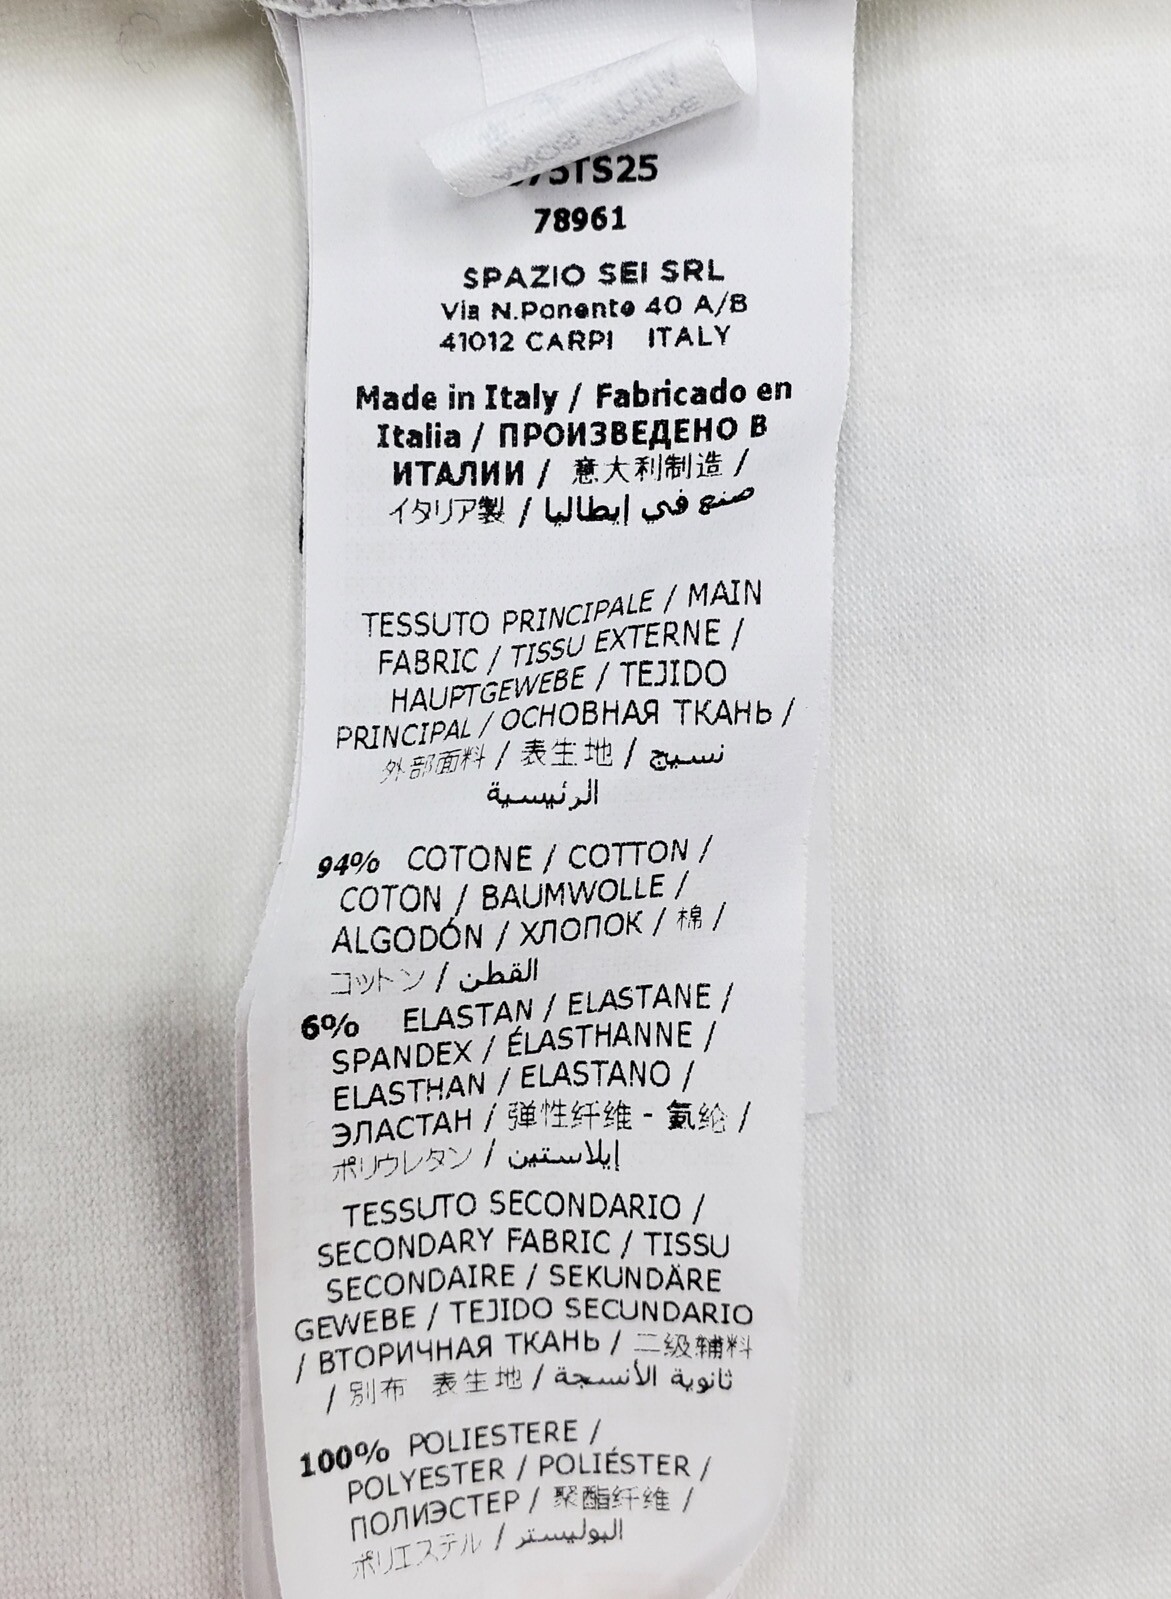 78961
SPAZIO SEI SRL
Via N.Ponente 40 A/B
41012 CARPI ITALY
Made in Italy / Fabricado en
Italia / ПРОИЗВЕДЕНО В
ИТАЛИИ / 意大利制造 /
イタリア製 / صنع في إيطاليا
TESSUTO PRINCIPALE / MAIN
FABRIC / TISSU EXTERNE /
HAUPTGEWEBE / TEJIDO
PRINCIPAL / ОСНОВНАЯ ТКАНЬ /
外部面料 / 表生地 / نسيج
الرئيسية
94% COTONE / COTTON /
COTON / BAUMWOLLE /
ALGODÓN / ХЛОПОК / 棉 /
コットン / القطن
6% ELASTAN / ELASTANE /
SPANDEX / ÉLASTHANNE /
ELASTHAN / ELASTANO /
ЭЛАСТАН / 弹性纤维 - 氨纶 /
ポリウレタン / إيلاستين
TESSUTO SECONDARIO /
SECONDARY FABRIC / TISSU
SECONDAIRE / SEKUNDÄRE
GEWEBE / TEJIDO SECUNDARIO
/ ВТОРИЧНАЯ ТКАНЬ / 二级辅料
/ 別布 表生地 / ثانوية الأنسجة
100% POLIESTERE /
POLYESTER / POLIÉSTER /
ПОЛИЭСТЕР / 聚酯纤维 /
ポリエステル / البوليستر